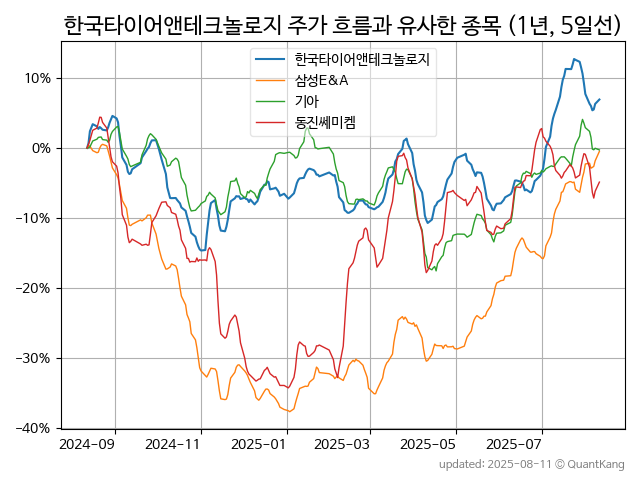 한국타이어앤테크놀로지 주가 흐름과 유사한 종목 (1년, 5일선)
한국타이어앤테크놀로지
삼성E&A
기아
동진쎄미켐
10%
0%
−10%
−20%
−30%
−40%
2024−09
2024−11
2025−01
2025−03
2025−05
2025−07
updated: 2025-08-11 © QuantKang